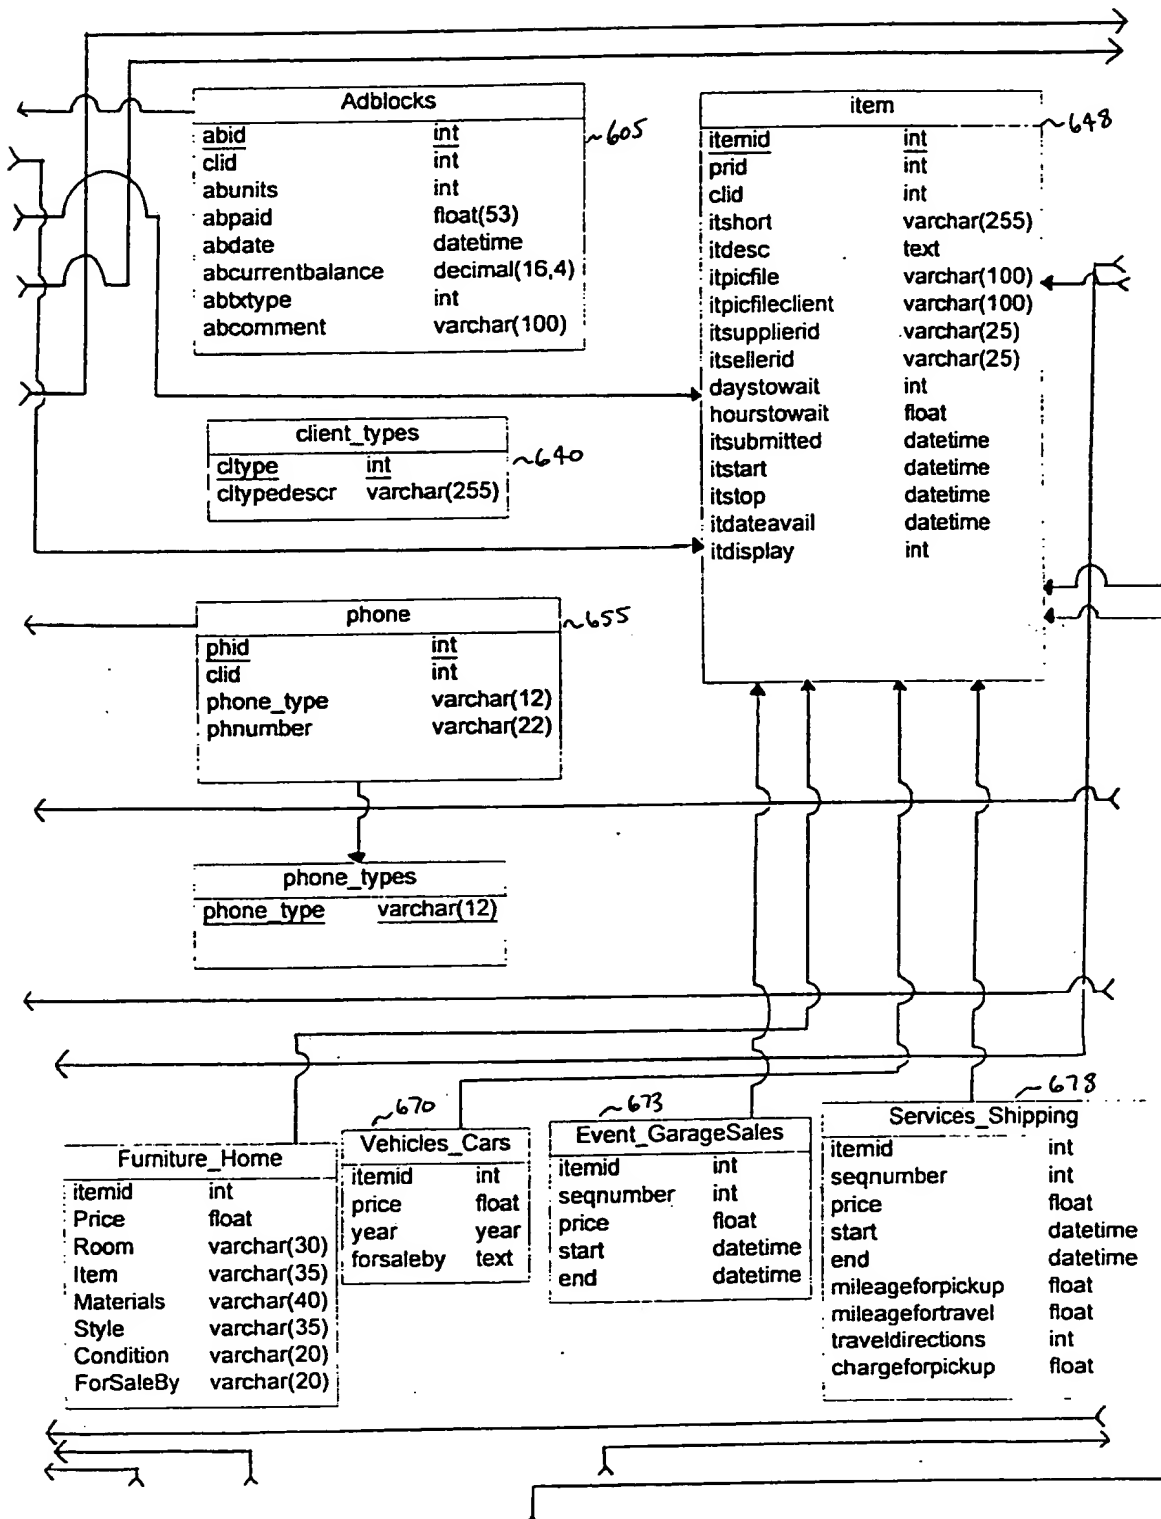 Adblocks
~605
abid int
clid int
abunits int
abpaid float(53)
abdate datetime
abcurrentbalance decimal(16,4)
abtxtype int
abcomment varchar(100)
item
~648
itemid int
prid int
clid int
itshort varchar(255)
itdesc text
itpicfile varchar(100)
itpicfileclient varchar(100)
itsupplierid varchar(25)
itsellerid varchar(25)
daystowait int
hourstowait float
itsubmitted datetime
itstart datetime
itstop datetime
itdateavail datetime
itdisplay int
client_types
~640
cltype int
cltypedescr varchar(255)
phone
~655
phid int
clid int
phone_type varchar(12)
phnumber varchar(22)
phone_types
phone_type varchar(12)
Furniture_Home
itemid int
Price float
Room varchar(30)
Item varchar(35)
Materials varchar(40)
Style varchar(35)
Condition varchar(20)
ForSaleBy varchar(20)
~670
Vehicles_Cars
itemid int
price float
year year
forsaleby text
~673
Event_GarageSales
itemid int
seqnumber int
price float
start datetime
end datetime
~678
Services_Shipping
itemid int
seqnumber int
price float
start datetime
end datetime
mileageforpickup float
mileagefortravel float
traveldirections int
chargeforpickup float